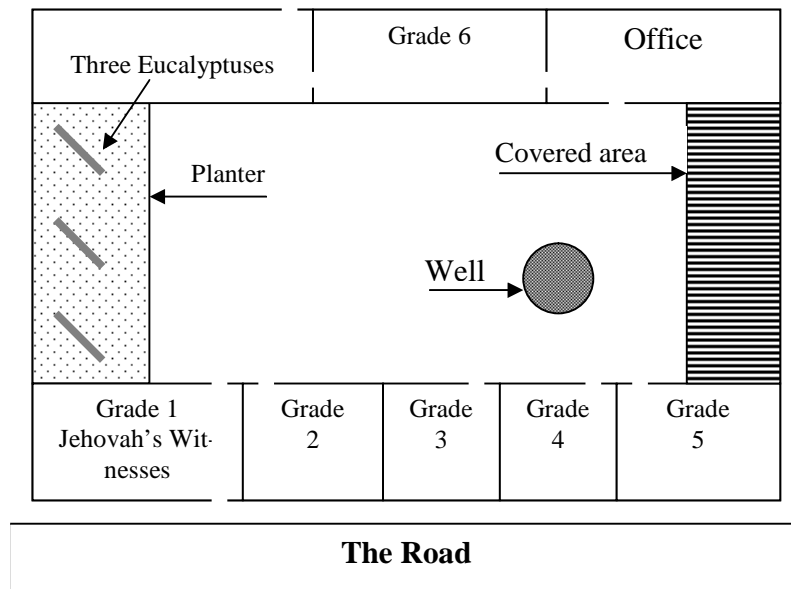 Grade 6
Office
Three Eucalyptuses
Covered area
Planter
Well
Grade 1
Jehovah's Wit-
nesses
Grade
2
Grade
3
Grade
4
Grade
5
The Road